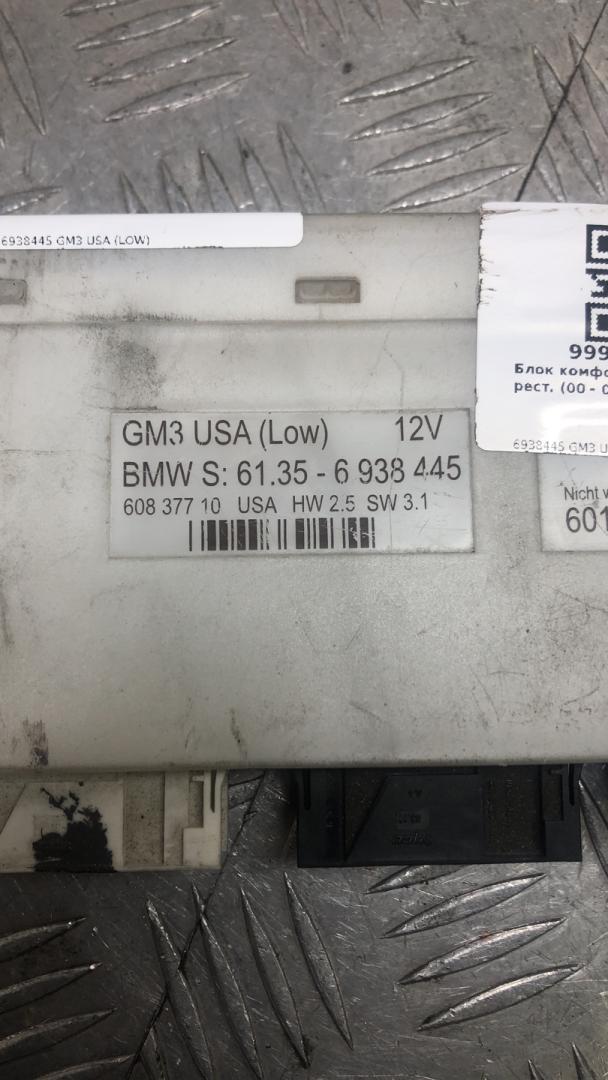 6938445 GM3 USA (LOW)
999
Блок комфо
рест. (00 - 0
6938445 GM3 U
GM3 USA (Low) 12V
BMW S: 61.35 - 6 938 445
608 377 10 USA HW 2.5 SW 3.1
Nicht w
601